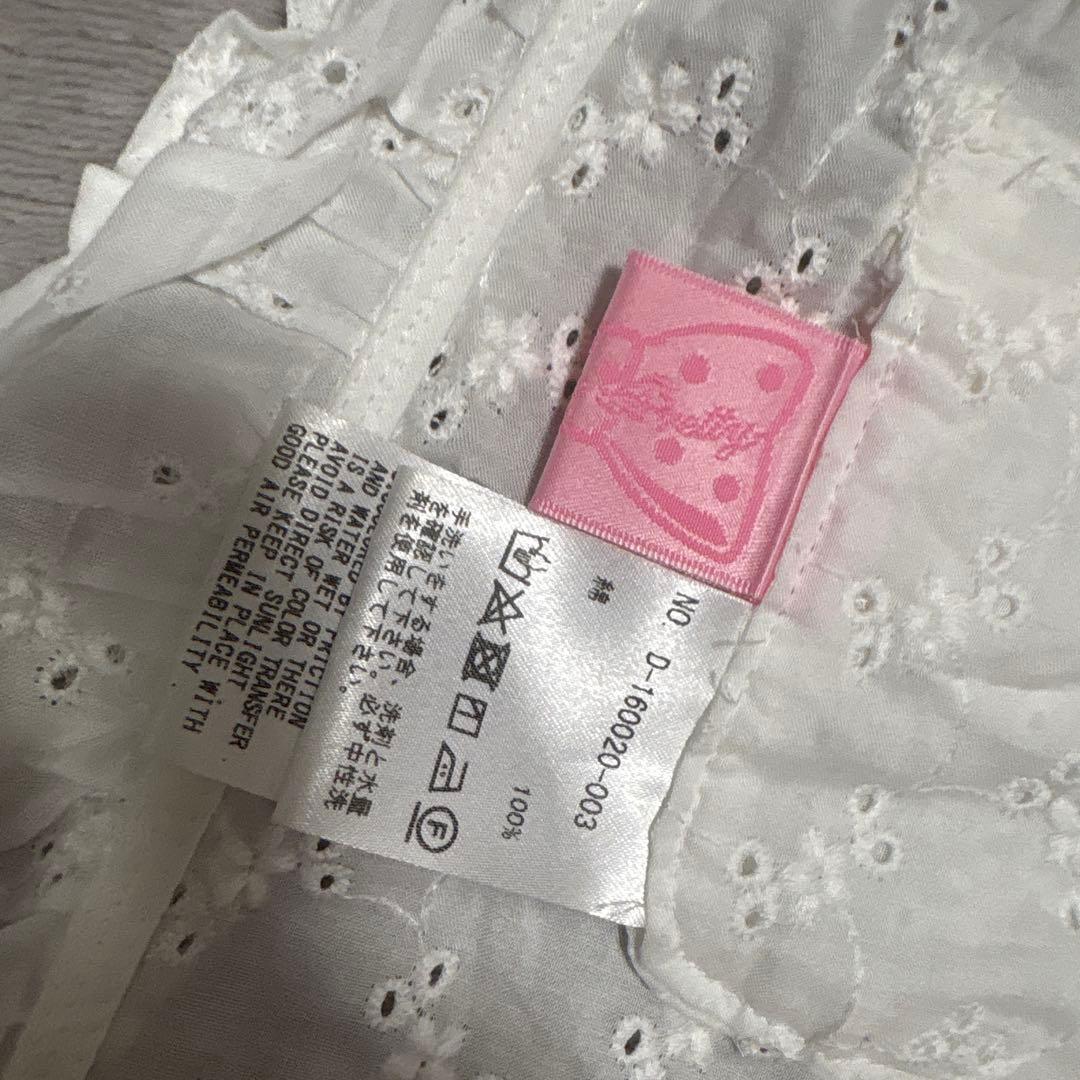 NO. D-160020-003
綿 100%
F
手洗いをする場合、洗剤と水量
を確認して下さい。必ず中性洗
剤を使用して下さい。
FRICTION
AND WATER WET OR THERE
IS A RISK OF COLOR TRANSFER
AVOID DIRECT SUNLIGHT
PLEASE KEEP IN PLACE WITH
GOOD AIR PERMEABILITY